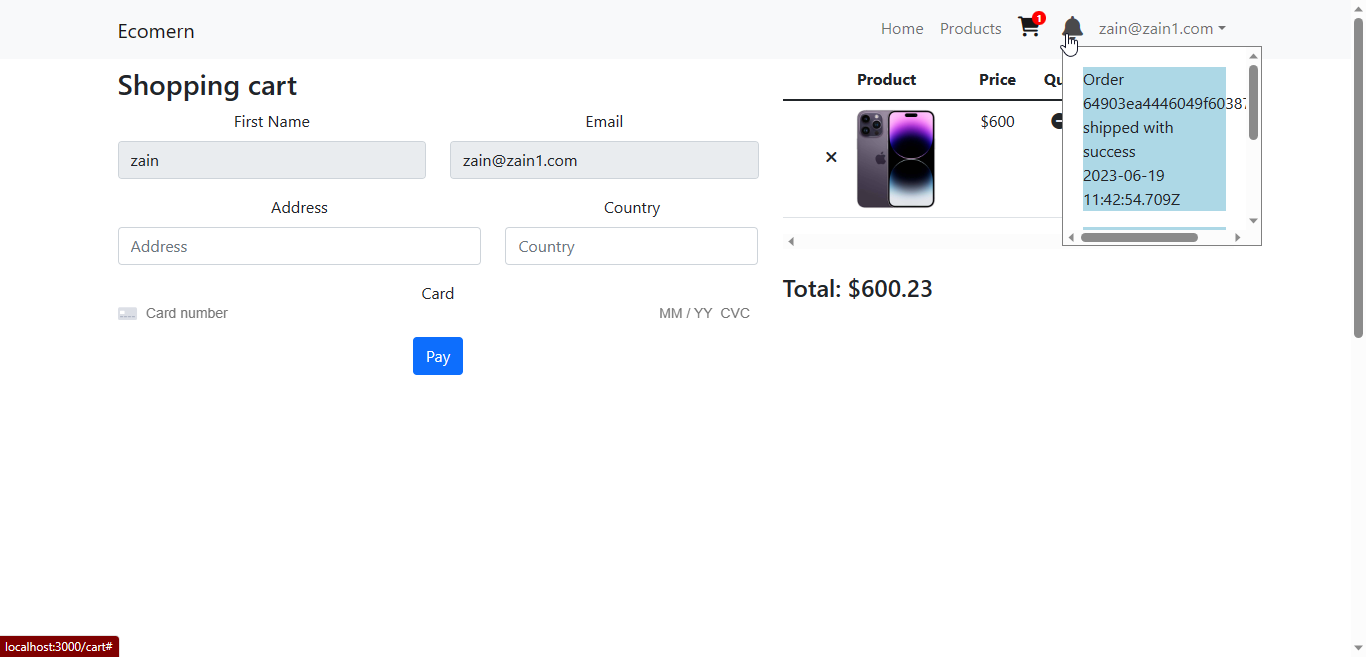 Ecomern
Home Products 1 zain@zain1.com
Shopping cart
First Name Email
zain zain@zain1.com
Address Country
Address Country
Card
Card number MM / YY CVC
Pay
Product Price Qu
$600
Total: $600.23
Order
64903ea4446049f60387
shipped with
success
2023-06-19
11:42:54.709Z
localhost:3000/cart#